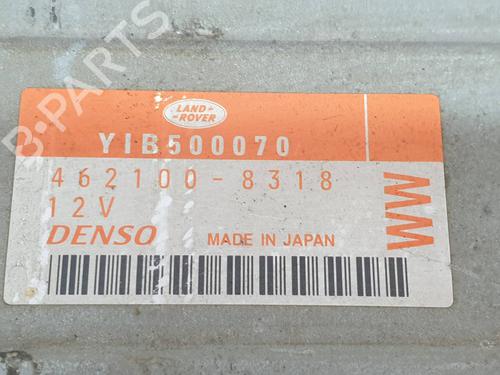 B-PARTS
LAND-
ROVER
YIB500070
462100-8318
12V
DENSO
MADE IN JAPAN
WW